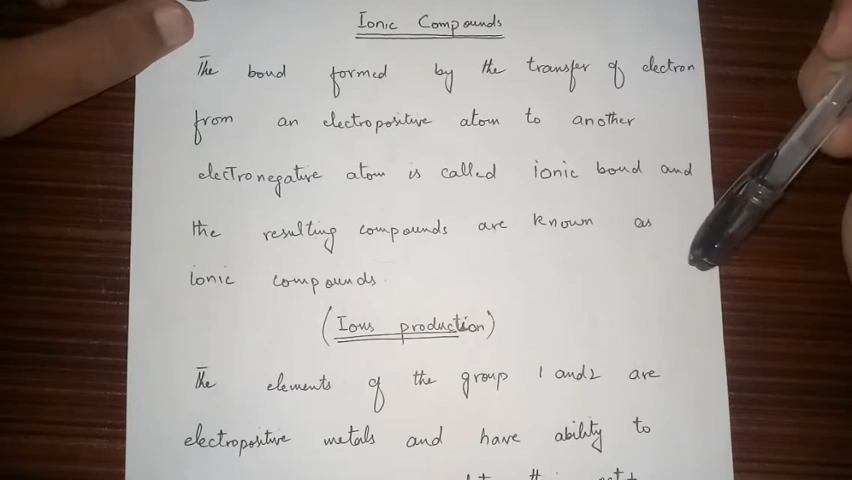 Ionic Compounds
The bond formed by the transfer of electron
from an electropositive atom to another
electronegative atom is called ionic bond and
the resulting compounds are known as
ionic compounds.
(Ions production)
The elements of the group 1 and 2 are
electropositive metals and have ability to